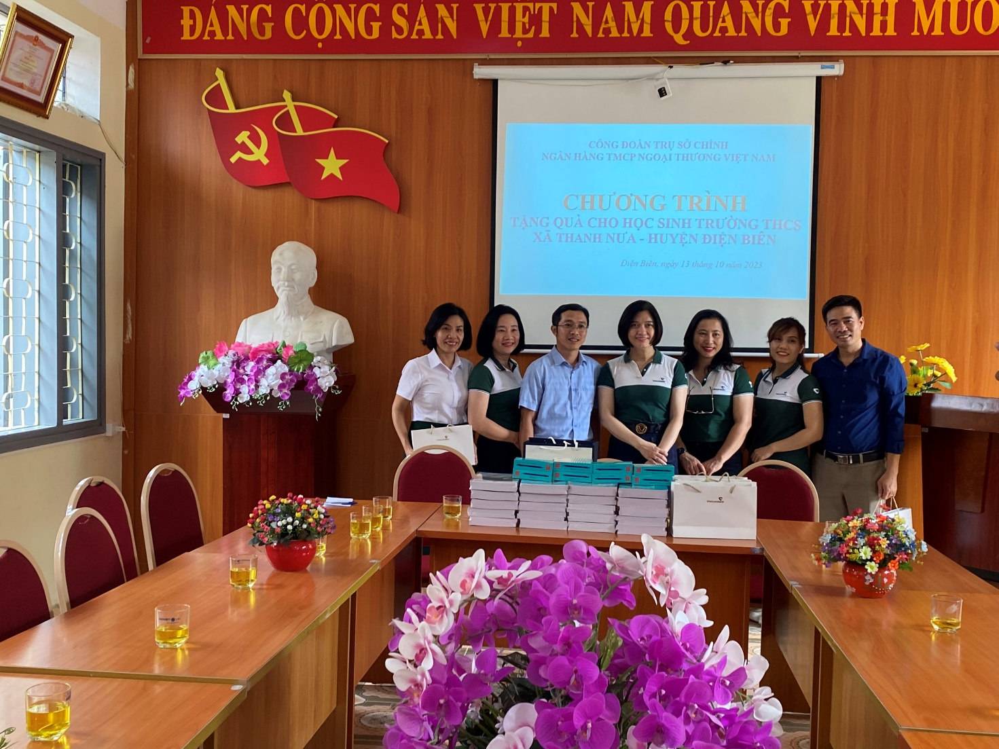 ĐẢNG CỘNG SẢN VIỆT NAM QUANG VINH MUÔ
CÔNG ĐOÀN TRỤ SỞ CHÍNH
NGÂN HÀNG TMCP NGOẠI THƯƠNG VIỆT NAM
CHƯƠNG TRÌNH
TẶNG QUÀ CHO HỌC SINH TRƯỜNG THCS
XÃ THANH NƯA - HUYỆN ĐIỆN BIÊN
Điện Biên, ngày 13 tháng 10 năm 2023
Vietcombank